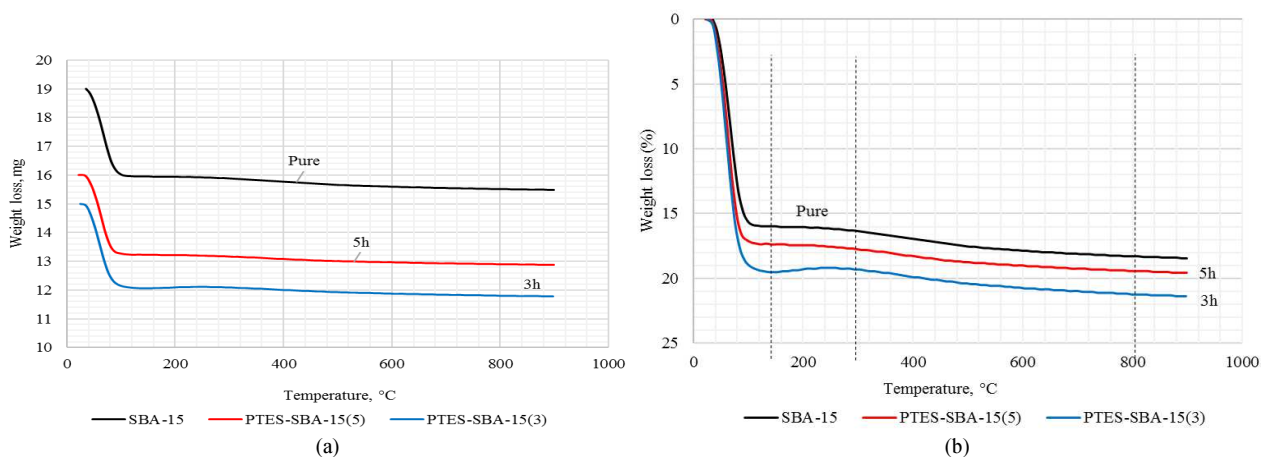 20
19
18
17
16
15
14
13
12
11
10
Weight loss, mg
Pure
5h
3h
0 200 400 600 800 1000
Temperature, °C
SBA-15 PTES-SBA-15(5) PTES-SBA-15(3)
(a)
0
5
10
15
20
25
Weight loss (%)
Pure
5h
3h
0 200 400 600 800 1000
Temperature, °C
SBA-15 PTES-SBA-15(5) PTES-SBA-15(3)
(b)